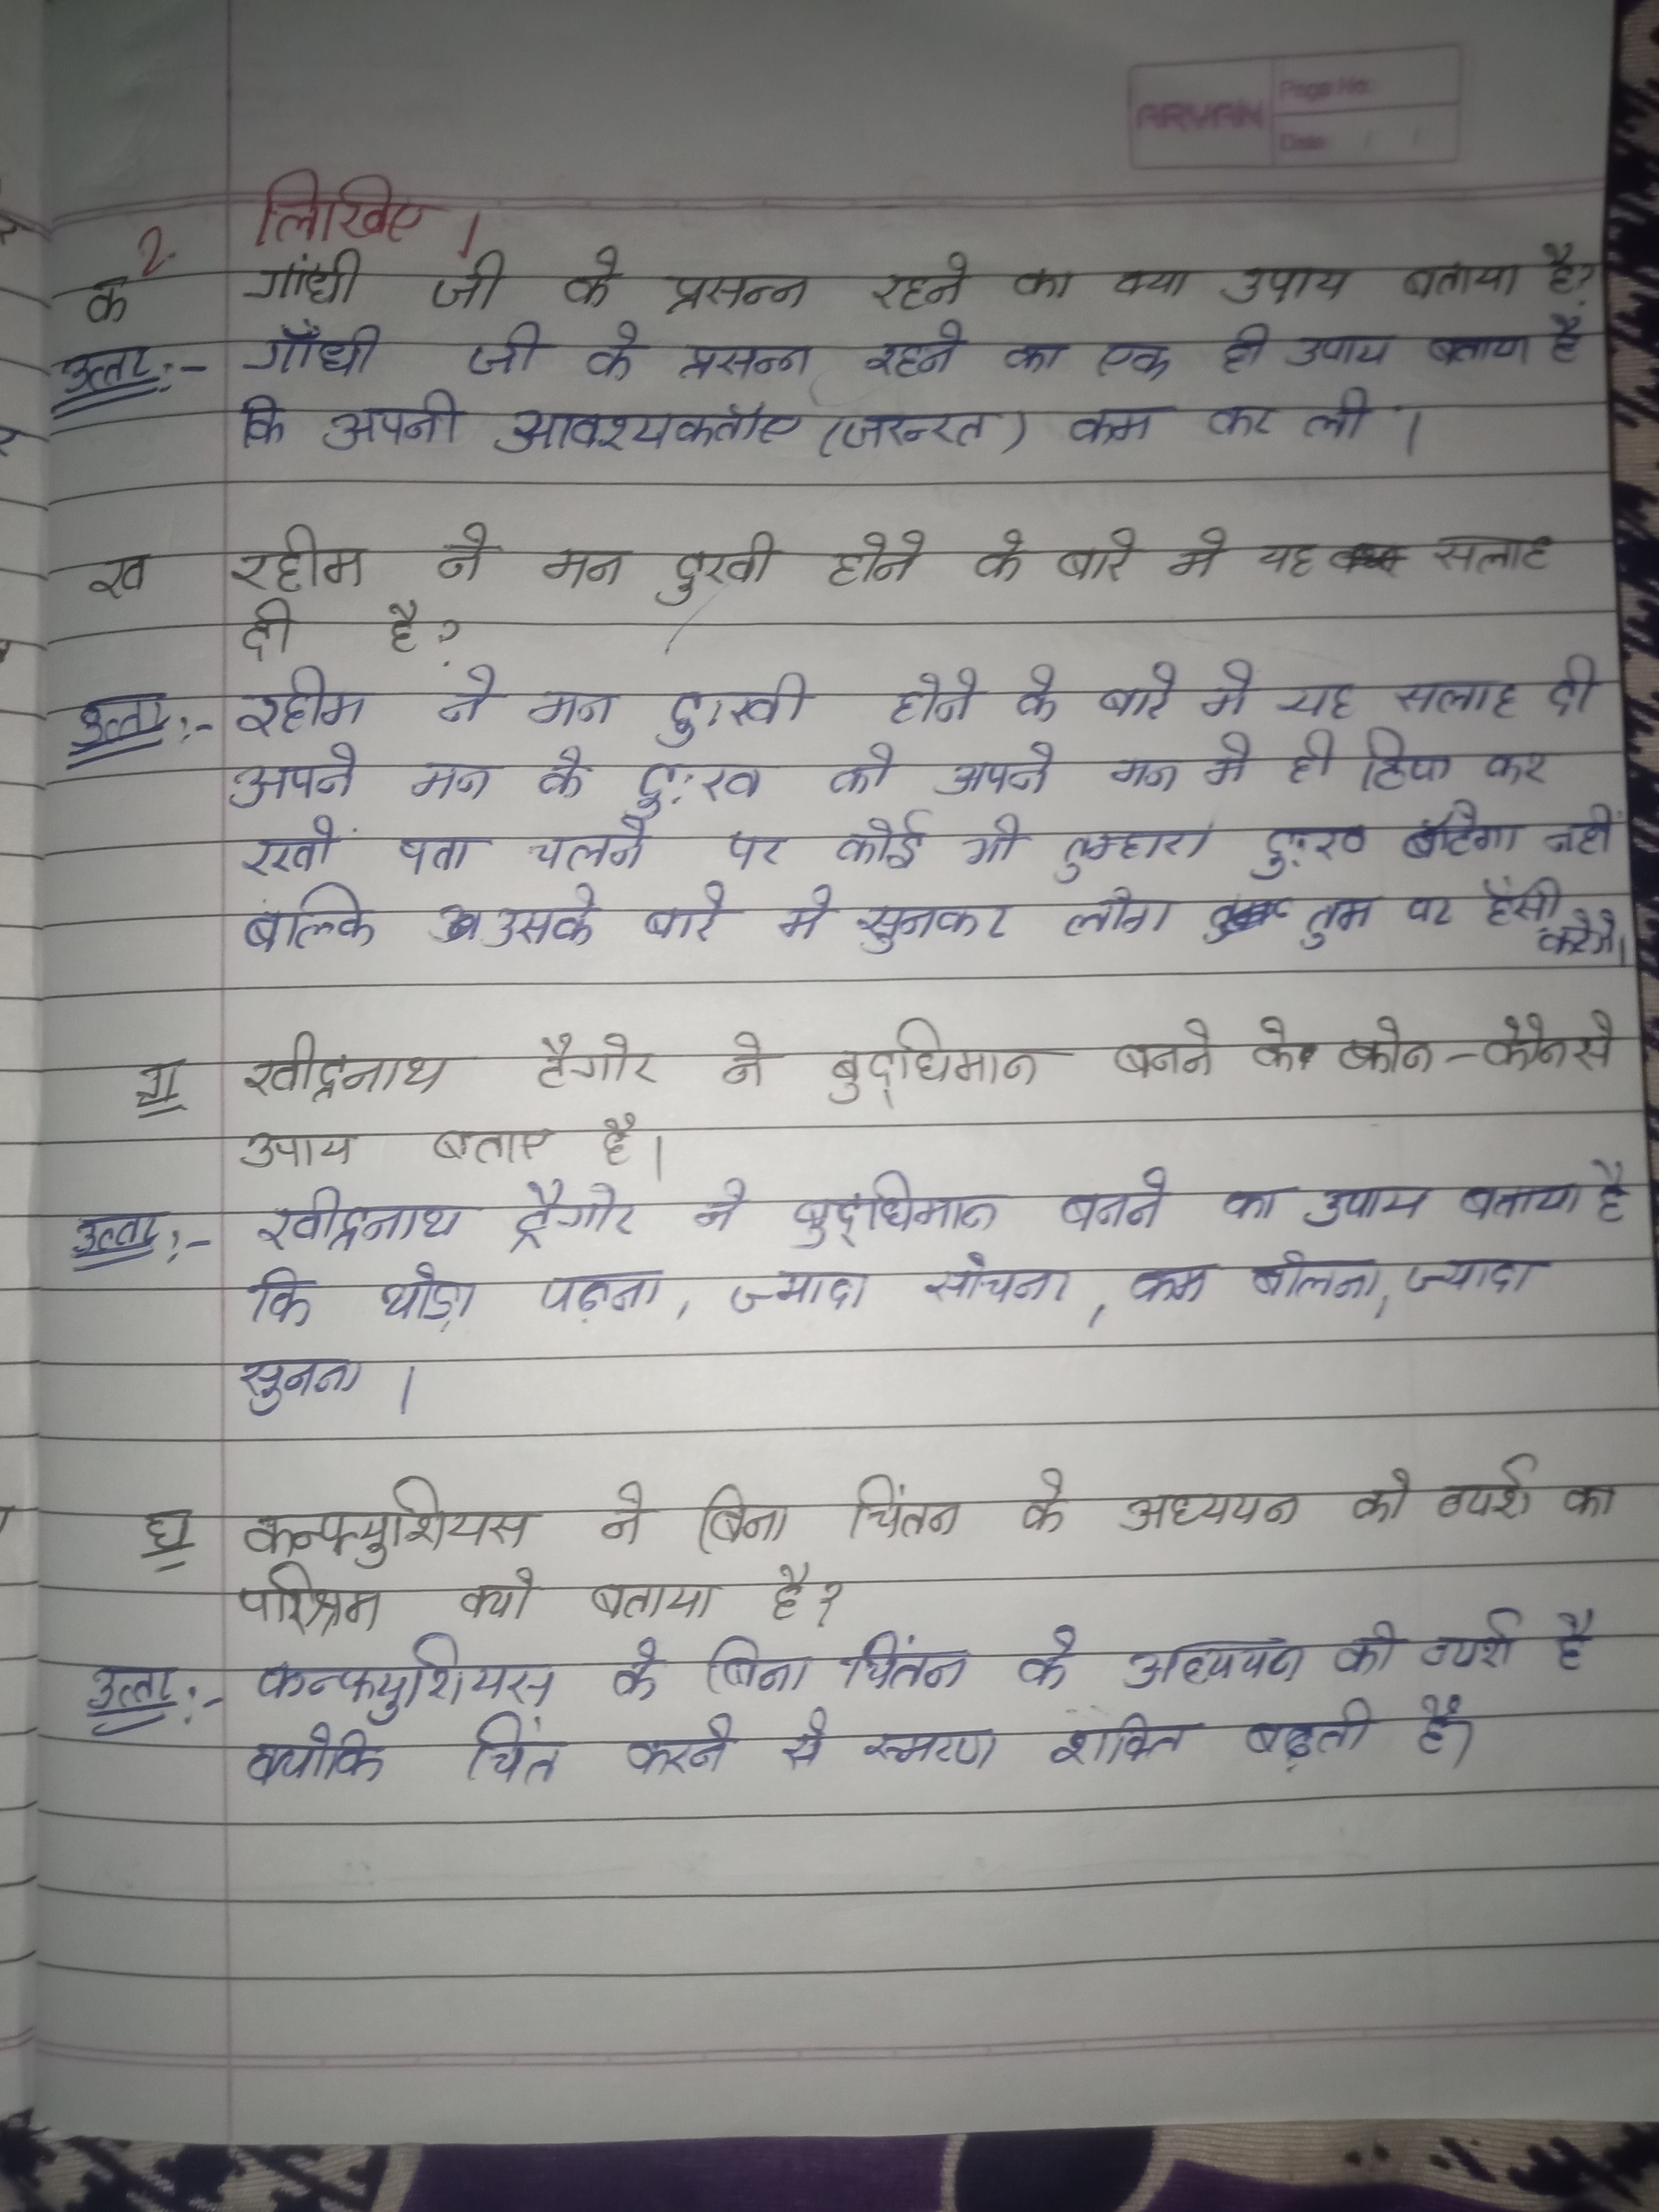 ARYAN Page No:
Date: / /
2. लिखिए ।
क गांधी जी के प्रसन्न रहने का क्या उपाय बताया है?
उत्तर:- गाँधी जी के प्रसन्न रहने का एक ही उपाय बताया है
कि अपनी आवश्यकताँए (जरुरत) कम कर लो ।
ख रहीम ने मन दुखी होने के बारे मे यह सलाह
दी है?
उत्तर:- रहीम ने मन दु:खी होने के बारे मे यह सलाह दी
अपने मन के दु:ख को अपने मन मे ही छिपा कर
रखों पता चलने पर कोई भी तुम्हारा दु:ख बाँटेगा नहीं
बल्कि उसके बारे मे सुनकर लोग तुम पर हँसी
करेगे।
ग रवीद्रनाथ टैगोर ने बुद्धिमान बनने के कोन-कोनसे
उपाय बताए है।
उत्तर:- रवीद्रनाथ ट्रैगोर ने बुद्धिमान बनने का उपाय बताया है
कि थोड़ा पढ़ना, ज्यादा सोचना, कम बोलना, ज्यादा
सुनना ।
घ कन्फ्युशियस ने बिना चिंतन के अध्ययन को व्यर्थ का
परिश्रम क्यो बताया है?
उत्तर:- कन्फ्युशियस के बिना चिंतन के अध्ययन को व्यर्थ है
क्योकि चिंत करने से स्मरण शक्ति बढ़ती है।